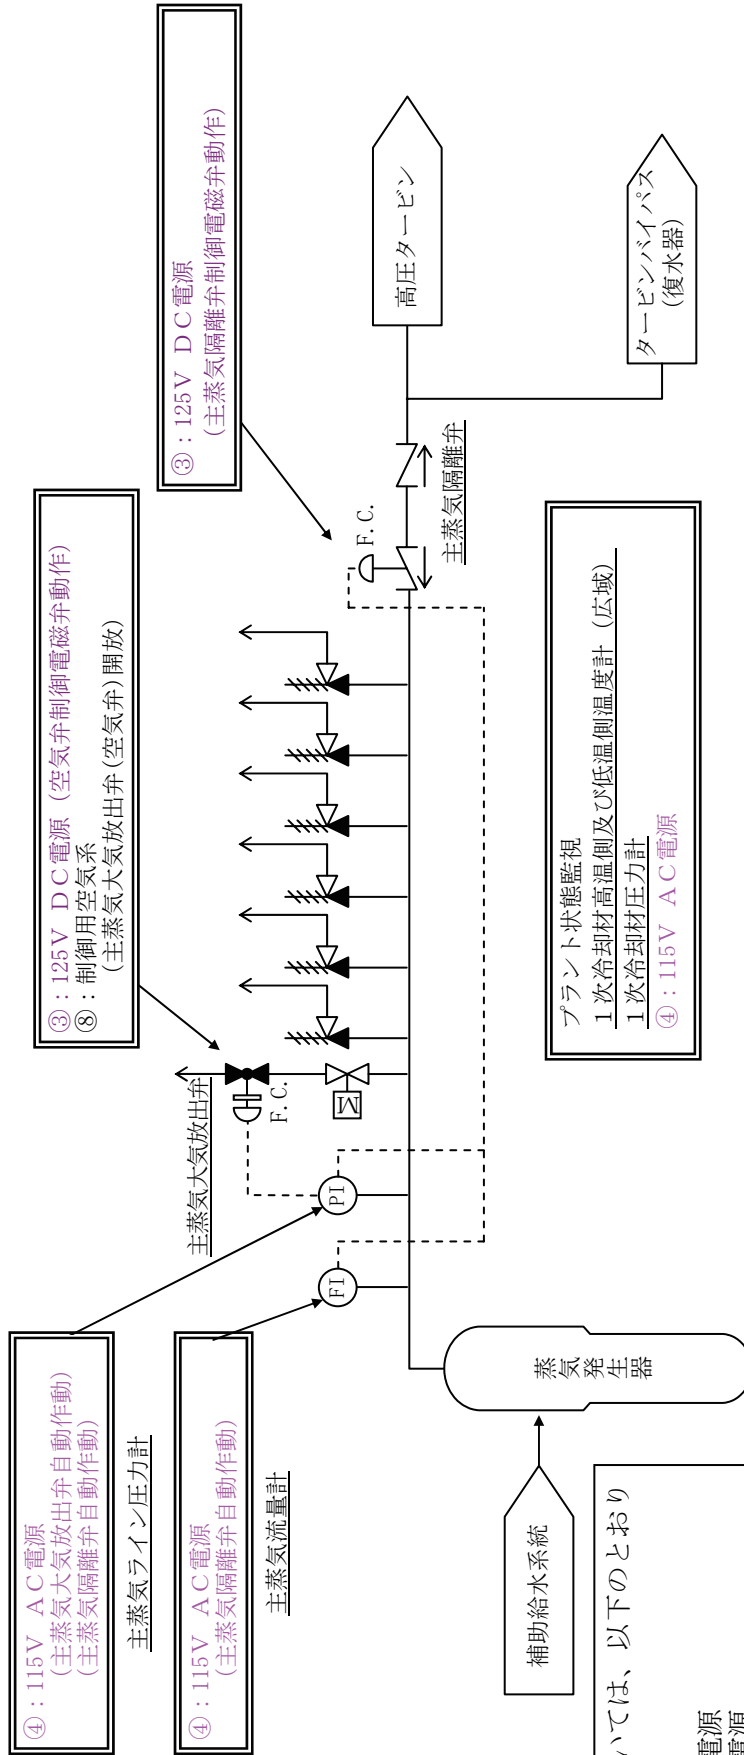 ④：115V AC電源
(主蒸気大気放出弁自動作動)
(主蒸気隔離弁自動作動)
主蒸気ライン圧力計
④：115V AC電源
(主蒸気隔離弁自動作動)
主蒸気流量計
③：125V DC電源 (空気弁制御電磁弁動作)
⑧：制御用空気系
(主蒸気大気放出弁(空気弁)開放)
③：125V DC電源
(主蒸気隔離弁制御電磁弁動作)
主蒸気大気放出弁
F.C.
M
PI
FI
F.C.
主蒸気隔離弁
高圧タービン
タービンバイパス
(復水器)
蒸気発生器
補助給水系統
プラント状態監視
1次冷却材高温側及び低温側温度計 (広域)
1次冷却材圧力計
④：115V AC電源
いては、以下のとおり
電源
電源